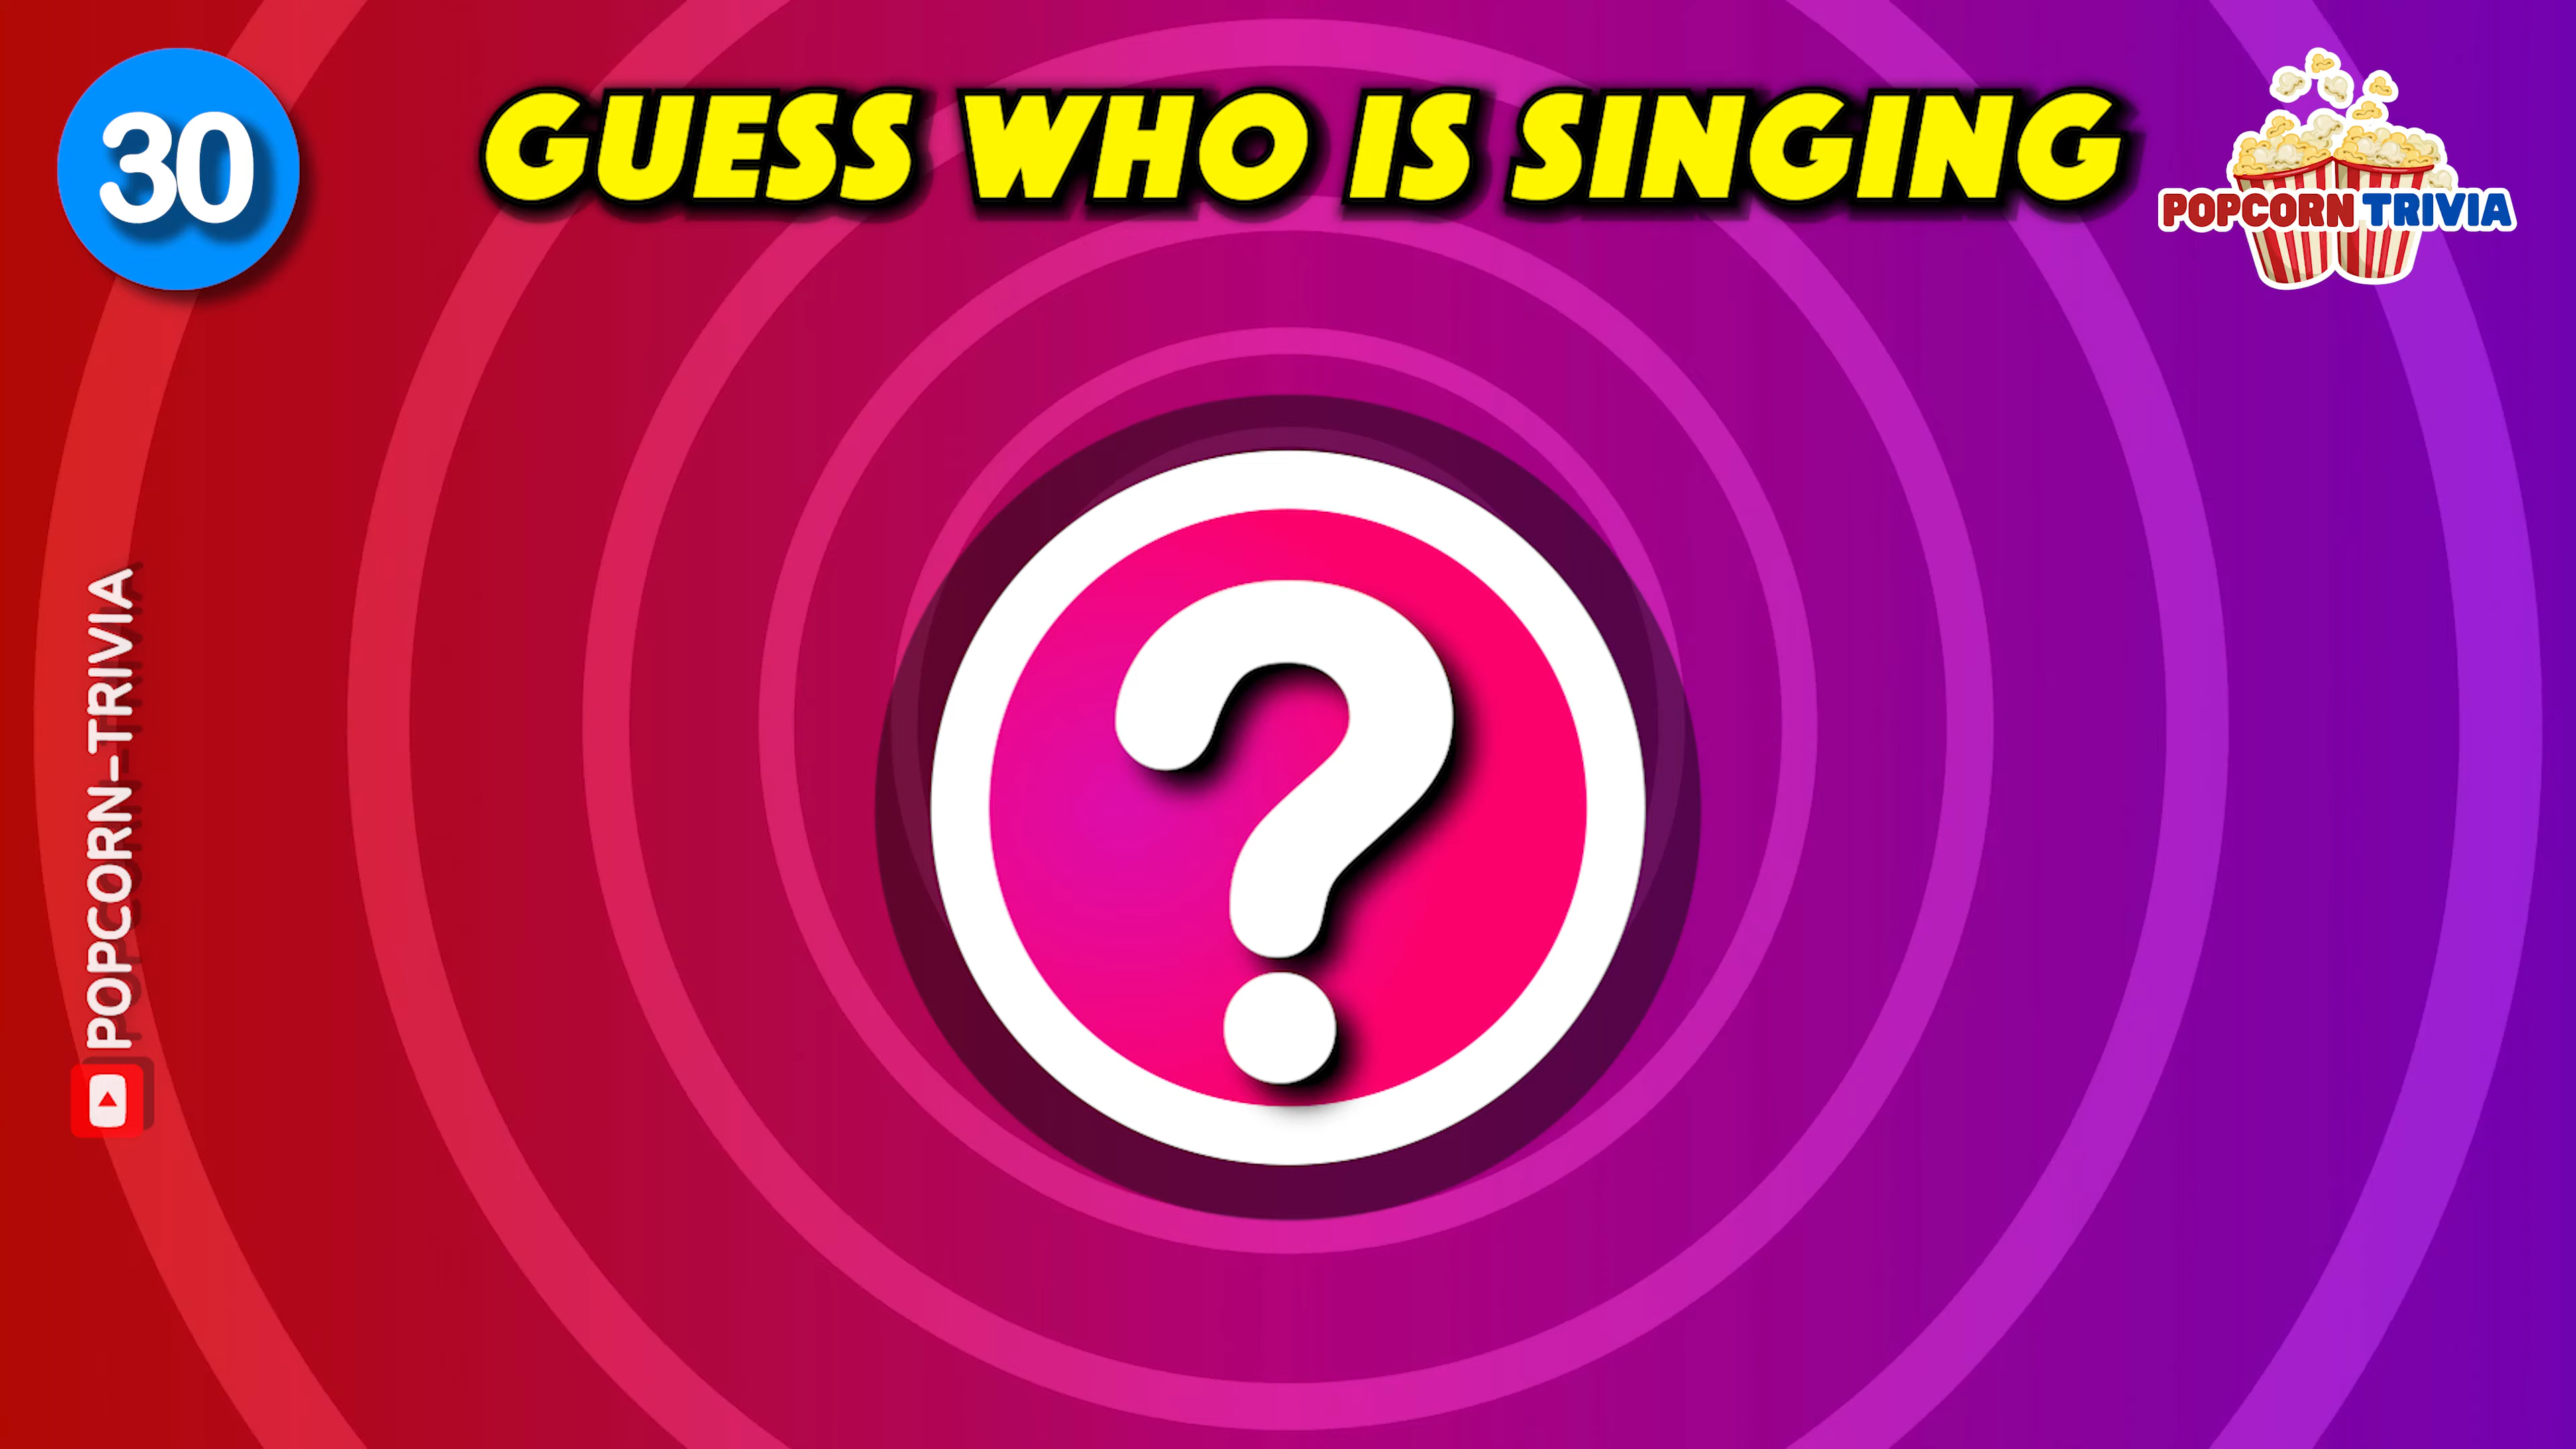 30
GUESS WHO IS SINGING
POPCORN TRIVIA
POPCORN-TRIVIA
?